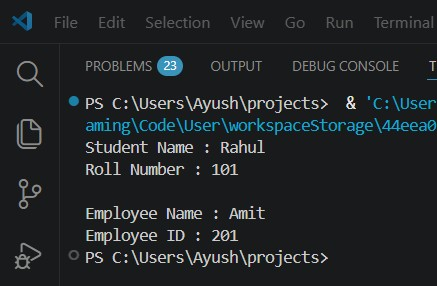 File Edit Selection View Go Run Terminal
PROBLEMS 23 OUTPUT DEBUG CONSOLE
PS C:\Users\Ayush\projects> & 'C:\User
aming\Code\User\workspaceStorage\44eea0
Student Name : Rahul
Roll Number : 101
Employee Name : Amit
Employee ID : 201
PS C:\Users\Ayush\projects>